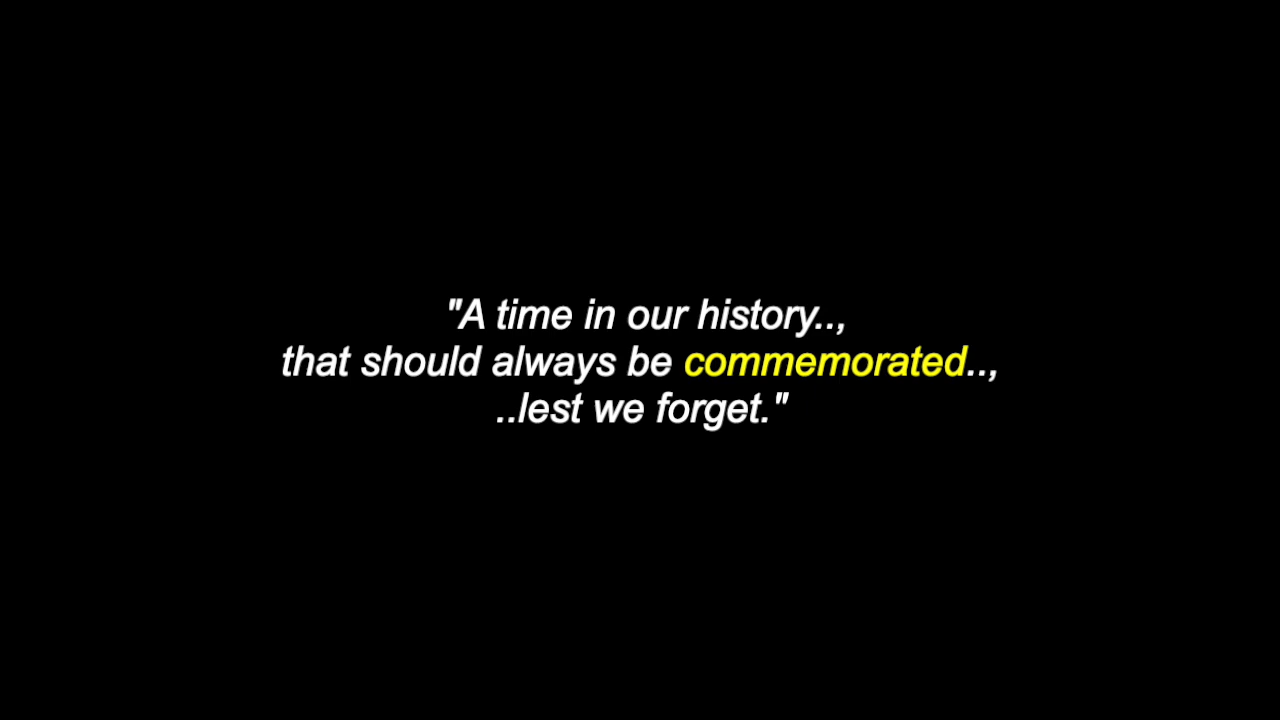 "A time in our history..,
that should always be commemorated..,
..lest we forget."